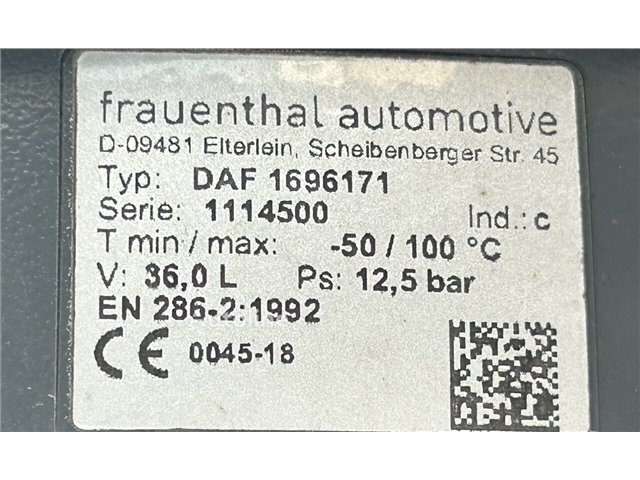 frauenthal automotive
D-09481 Elterlein, Scheibenberger Str. 45
Typ: DAF 1696171
Serie: 1114500 Ind.: c
T min / max: -50 / 100 °C
V: 36,0 L Ps: 12,5 bar
EN 286-2:1992
CE 0045-18